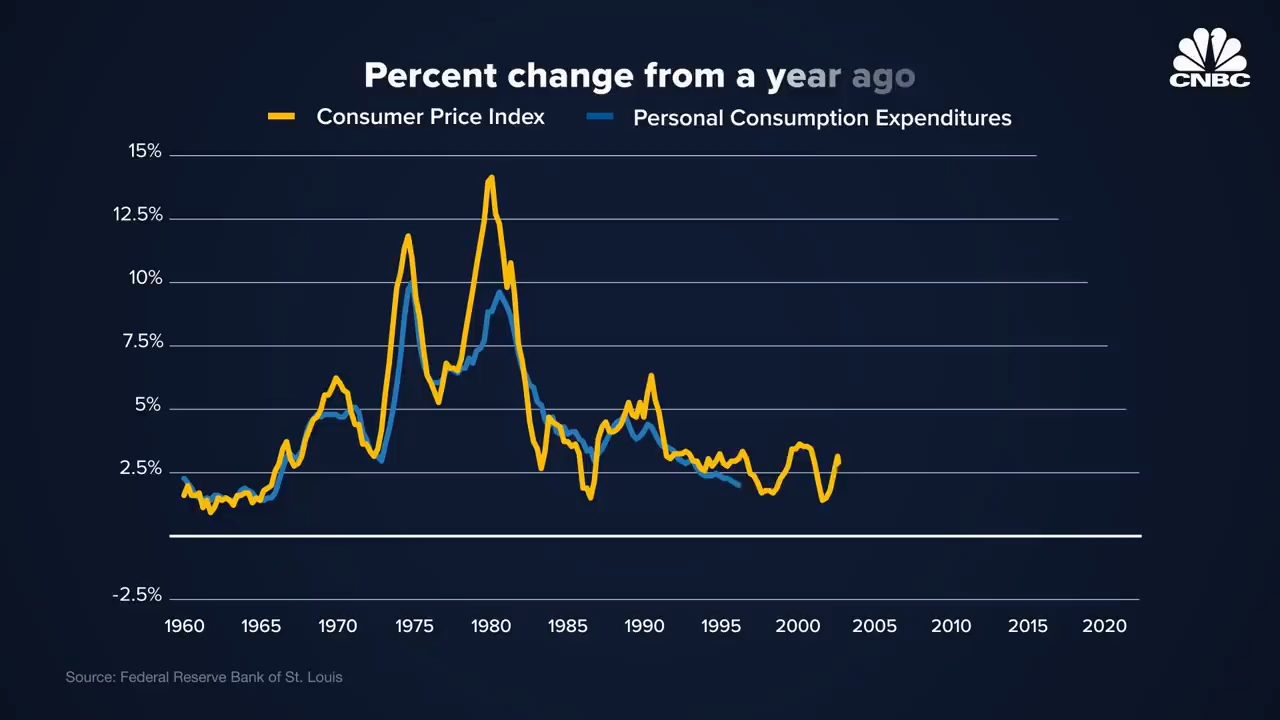 CNBC
Percent change from a year ago
Consumer Price Index Personal Consumption Expenditures
15%
12.5%
10%
7.5%
5%
2.5%
-2.5%
1960 1965 1970 1975 1980 1985 1990 1995 2000 2005 2010 2015 2020
Source: Federal Reserve Bank of St. Louis